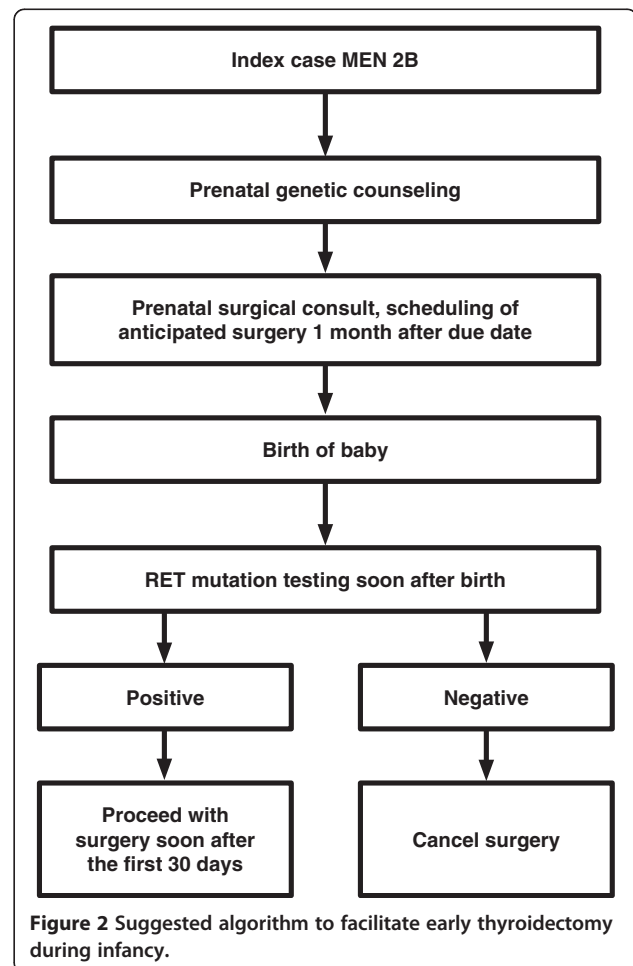 Index case MEN 2B
Prenatal genetic counseling
Prenatal surgical consult, scheduling of
anticipated surgery 1 month after due date
Birth of baby
RET mutation testing soon after birth
Positive
Negative
Proceed with
surgery soon after
the first 30 days
Cancel surgery
Figure 2 Suggested algorithm to facilitate early thyroidectomy
during infancy.